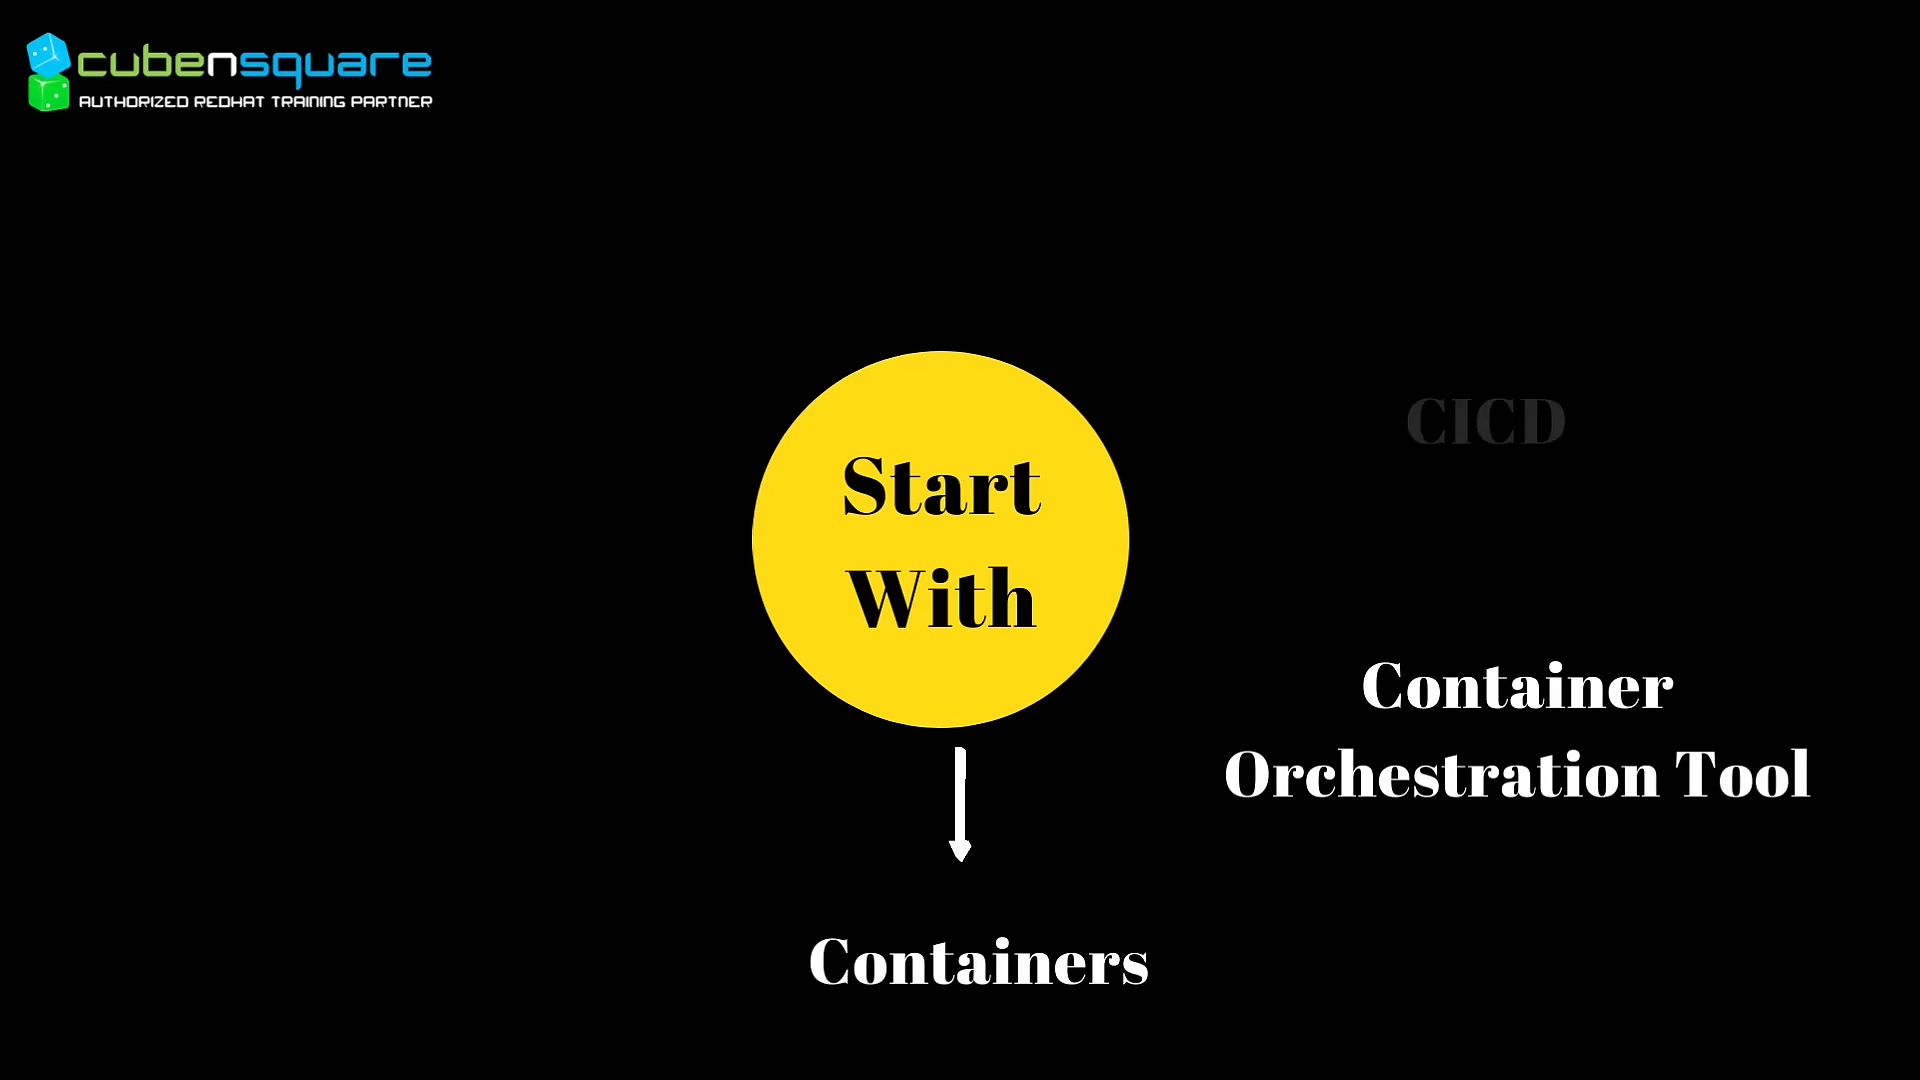 cubensquare
AUTHORIZED REDHAT TRAINING PARTNER
CICD
Start
With
Container
Orchestration Tool
Containers